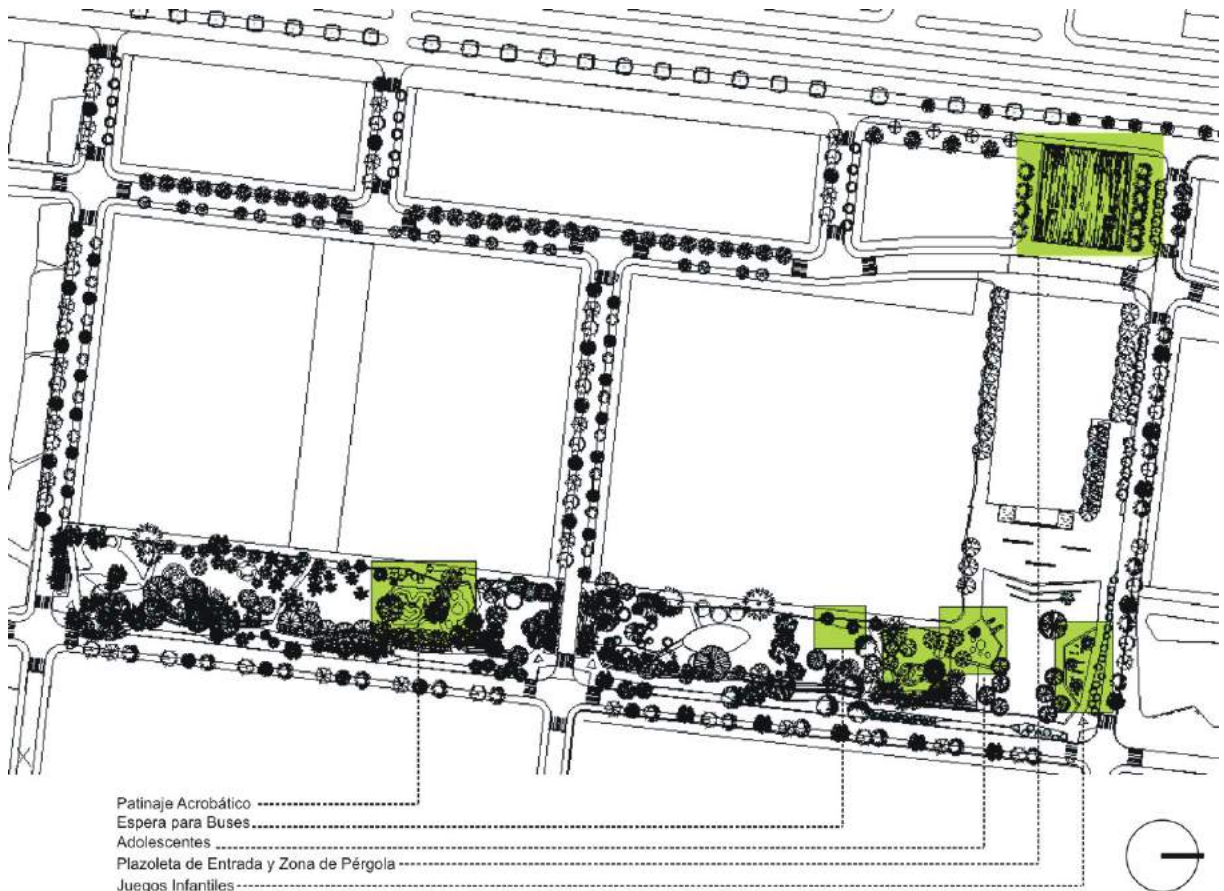 Patinaje Acrobático
Espera para Buses
Adolescentes
Plazoleta de Entrada y Zona de Pérgola
Juegos Infantiles